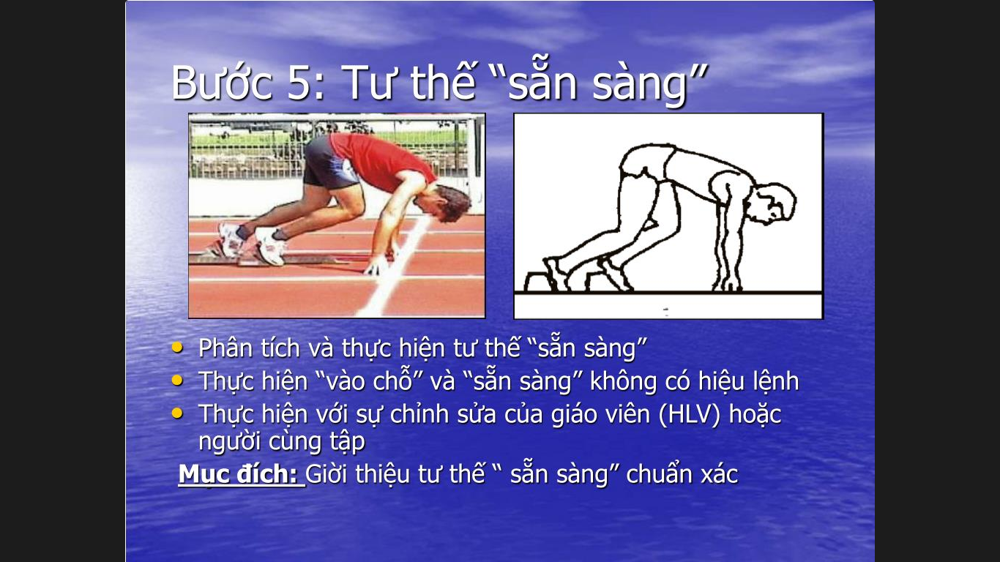 Bước 5: Tư thế “sẵn sàng”
• Phân tích và thực hiện tư thế “sẵn sàng”
• Thực hiện “vào chỗ” và “sẵn sàng” không có hiệu lệnh
• Thực hiện với sự chỉnh sửa của giáo viên (HLV) hoặc
người cùng tập
Mục đích: Giời thiệu tư thế “ sẵn sàng” chuẩn xác